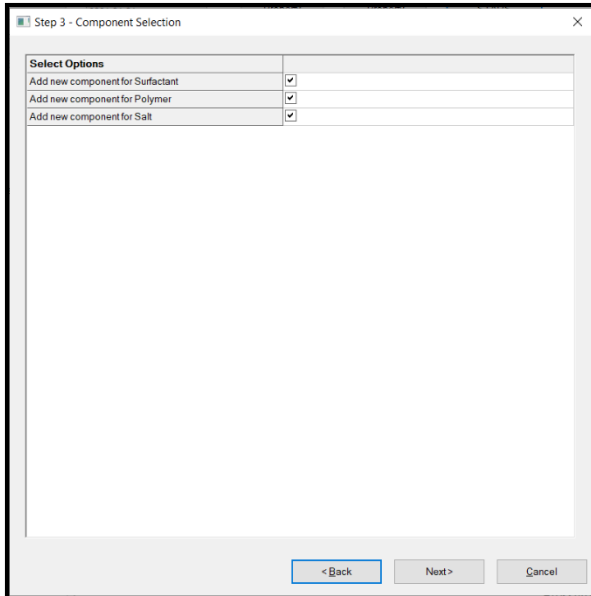 Step 3 - Component Selection
Select Options
Add new component for Surfactant
Add new component for Polymer
Add new component for Salt
< Back Next > Cancel